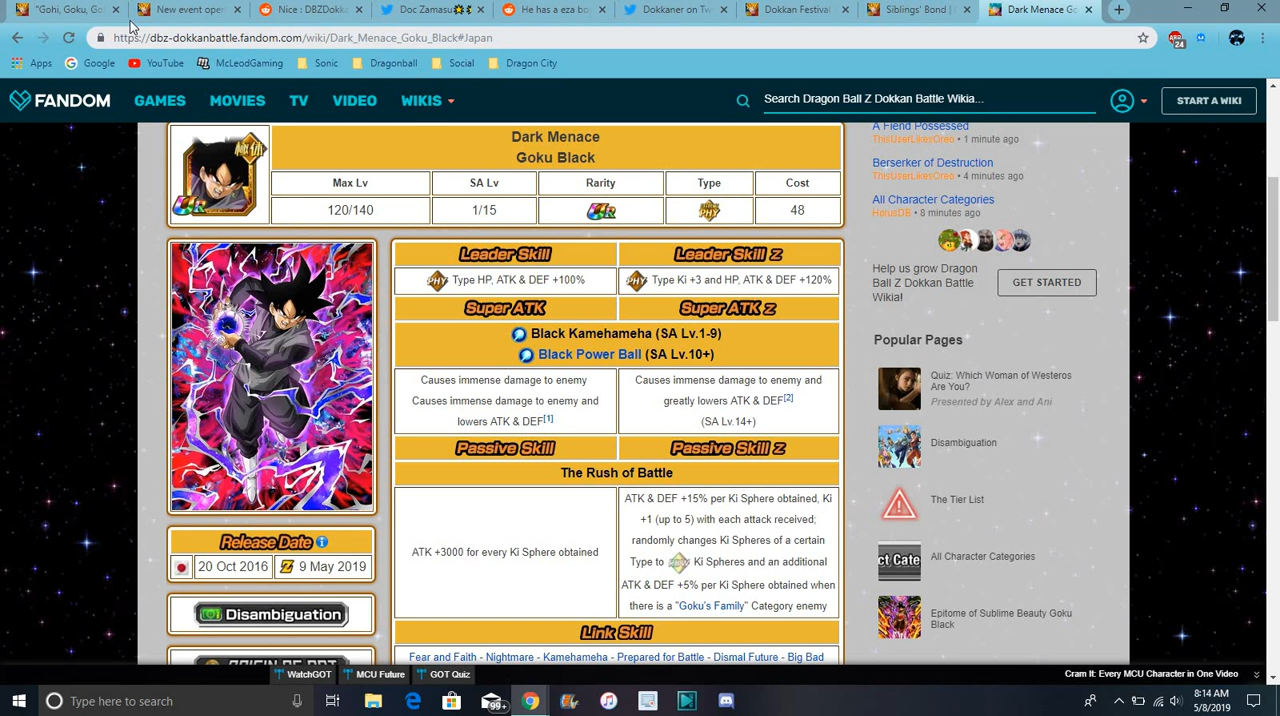 "Gohi, Goku, Go
New event ope
Nice : DBZDokk
Doc Zamasu
He has a eza bo
Dokkaner on Tw
Dokkan Festival
Siblings' Bond |
Dark Menace Go
https://dbz-dokkanbattle.fandom.com/wiki/Dark_Menace_Goku_Black#Japan
24
Apps Google YouTube McLeodGaming Sonic Dragonball Social Dragon City
FANDOM GAMES MOVIES TV VIDEO WIKIS Search Dragon Ball Z Dokkan Battle Wikia... START A WIKI
Dark Menace
Goku Black
Max Lv SA Lv Rarity Type Cost
120/140 1/15 UR PHY 48
Leader Skill Leader Skill Z
PHY Type HP, ATK & DEF +100% PHY Type Ki +3 and HP, ATK & DEF +120%
Super ATK Super ATK Z
Black Kamehameha (SA Lv.1-9)
Black Power Ball (SA Lv.10+)
Causes immense damage to enemy
Causes immense damage to enemy and
lowers ATK & DEF[1]
Causes immense damage to enemy and
greatly lowers ATK & DEF[2]
(SA Lv.14+)
Passive Skill Passive Skill Z
The Rush of Battle
ATK +3000 for every Ki Sphere obtained
ATK & DEF +15% per Ki Sphere obtained, Ki
+1 (up to 5) with each attack received;
randomly changes Ki Spheres of a certain
Type to PHY Ki Spheres and an additional
ATK & DEF +5% per Ki Sphere obtained when
there is a "Goku's Family" Category enemy
Link Skill
Fear and Faith - Nightmare - Kamehameha - Prepared for Battle - Dismal Future - Big Bad
Release Date
20 Oct 2016 Z 9 May 2019
Disambiguation
A Fiend Possessed
ThisUserLikesOreo • 1 minute ago
Berserker of Destruction
ThisUserLikesOreo • 4 minutes ago
All Character Categories
HorusDB • 8 minutes ago
Help us grow Dragon
Ball Z Dokkan Battle
Wikia!
GET STARTED
Popular Pages
Quiz: Which Woman of Westeros
Are You?
Presented by Alex and Ani
Disambiguation
The Tier List
ct Cate
All Character Categories
Epitome of Sublime Beauty Goku
Black
WatchGOT MCU Future GOT Quiz Cram It: Every MCU Character in One Video
Type here to search
99+
8:14 AM
5/8/2019